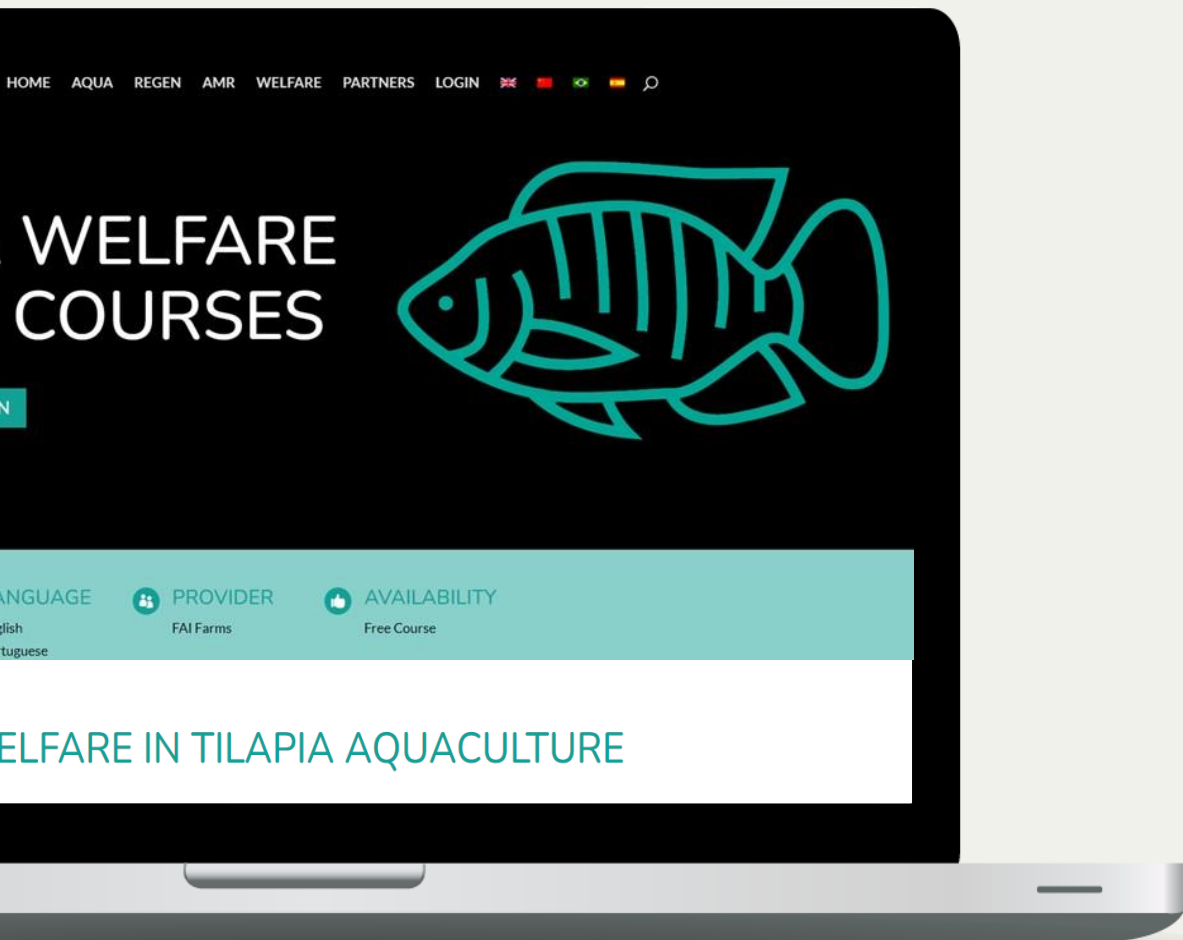 HOME AQUA REGEN AMR WELFARE PARTNERS LOGIN
WELFARE
COURSES
N
ANGUAGE
PROVIDER
AVAILABILITY
glish
FAI Farms
Free Course
rtuguese
ELFARE IN TILAPIA AQUACULTURE